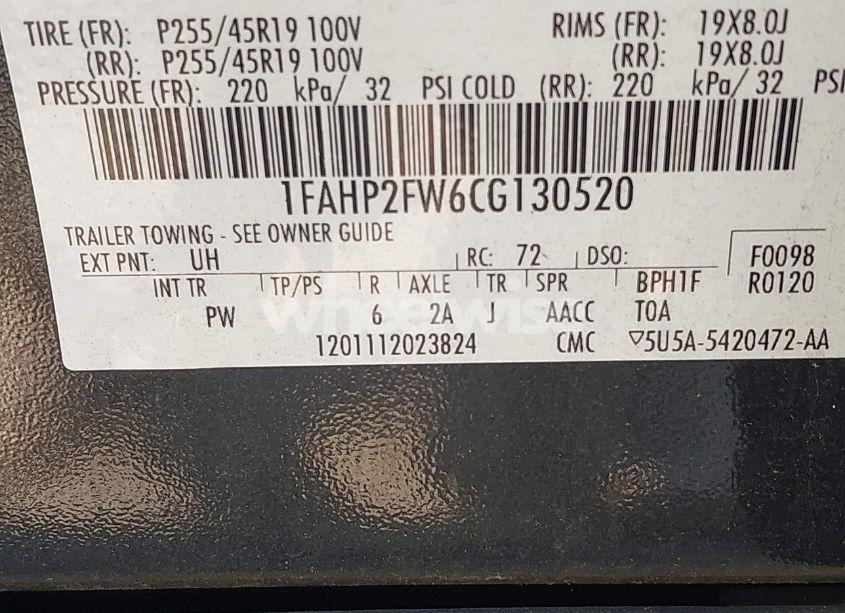 TIRE (FR): P255/45R19 100V RIMS (FR): 19X8.0J
(RR): P255/45R19 100V (RR): 19X8.0J
PRESSURE (FR): 220 kPa/ 32 PSI COLD (RR): 220 kPa/ 32 PSI
1FAHP2FW6CG130520
TRAILER TOWING - SEE OWNER GUIDE
EXT PNT: UH RC: 72 DSO: F0098
INT TR TP/PS R AXLE TR SPR BPH1F R0120
PW 6 2A J AACC TOA
1201112023824 CMC ▽5U5A-5420472-AA